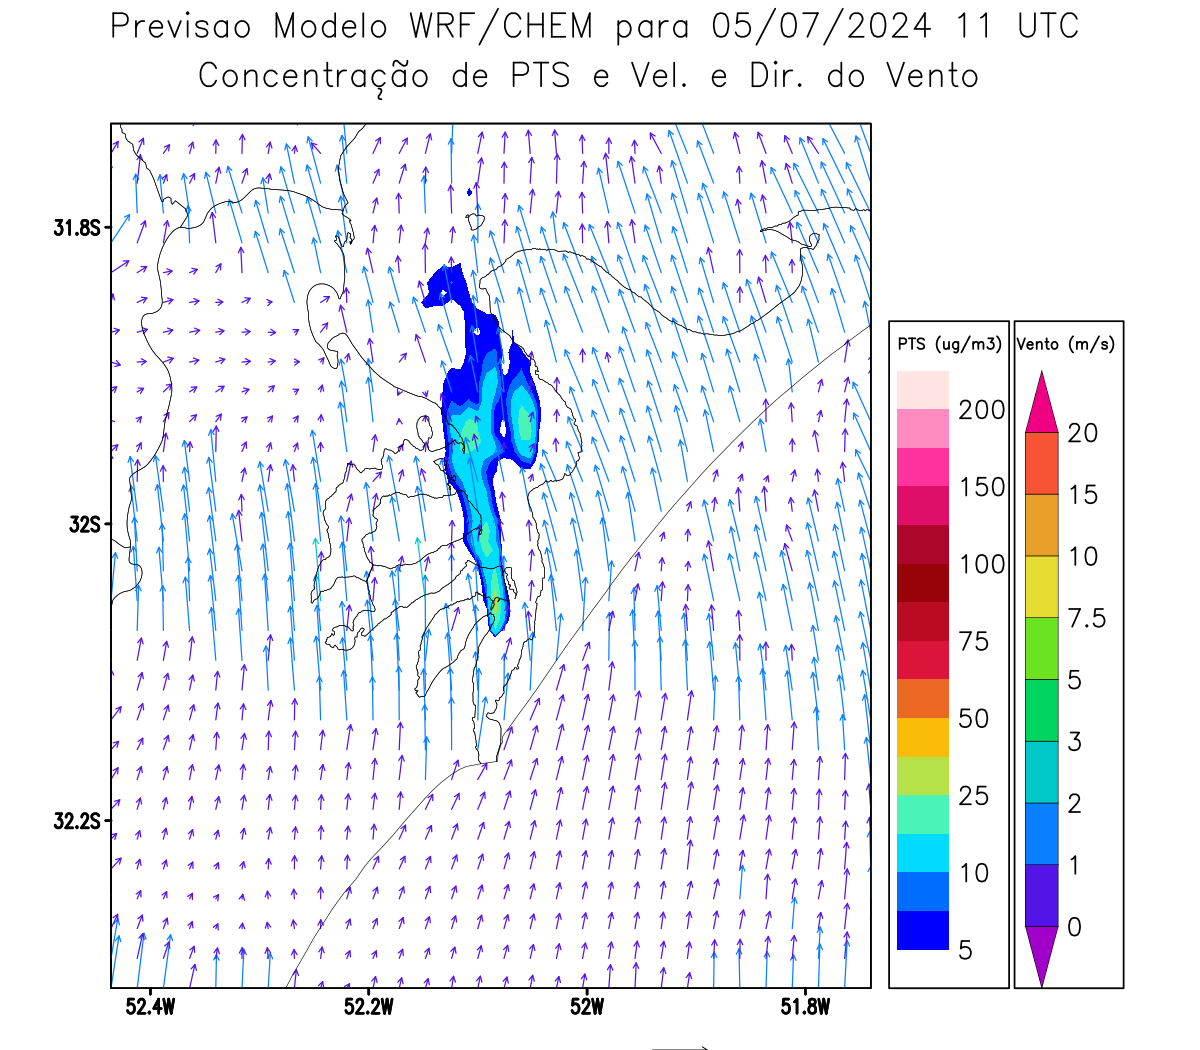 Previsao Modelo WRF/CHEM para 05/07/2024 11 UTC
Concentração de PTS e Vel. e Dir. do Vento
31.8S
32S
32.2S
52.4W 52.2W 52W 51.8W
PTS (ug/m3)
200
150
100
75
50
25
10
5
Vento (m/s)
20
15
10
7.5
5
3
2
1
0